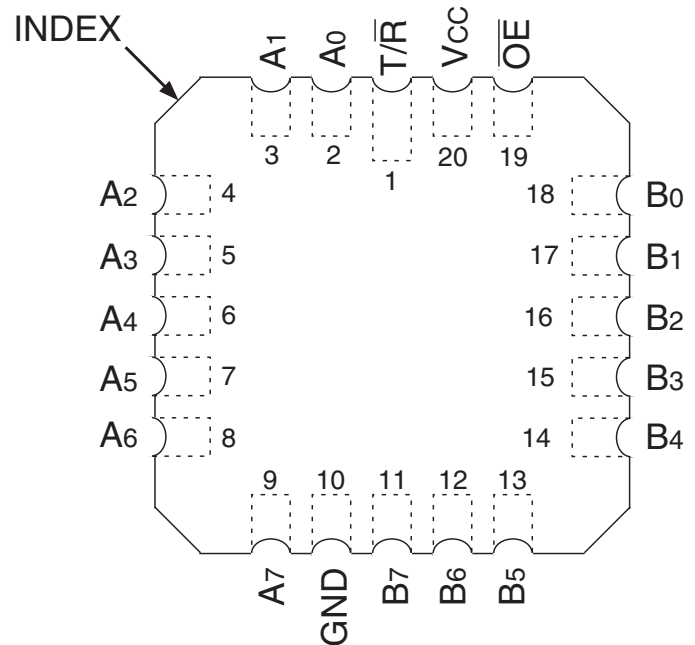 INDEX
A1 A0 T/R̅ VCC O̅E̅
3 2 1 20 19
A2 4 18 B0
A3 5 17 B1
A4 6 16 B2
A5 7 15 B3
A6 8 14 B4
9 10 11 12 13
A7 GND B7 B6 B5